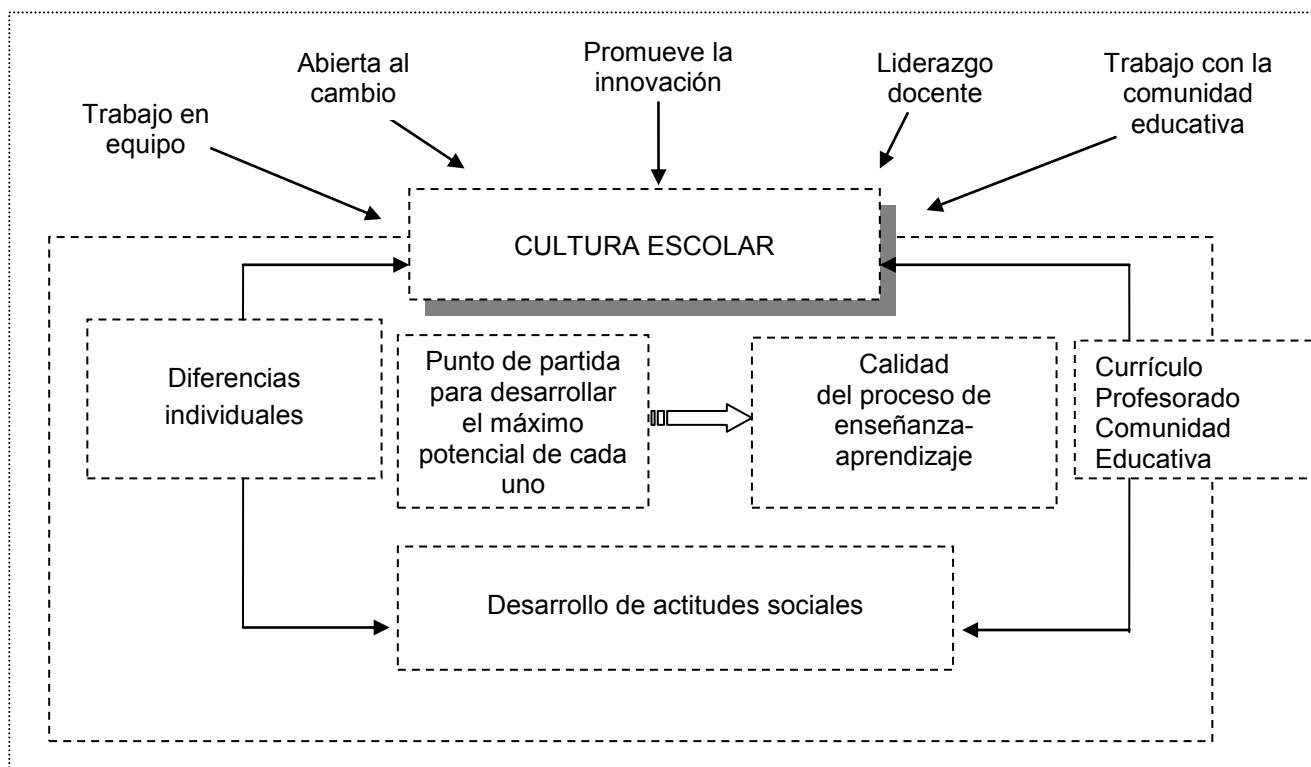 Trabajo en
equipo
Abierta al
cambio
Promueve la
innovación
Liderazgo
docente
Trabajo con la
comunidad
educativa
CULTURA ESCOLAR
Diferencias
individuales
Punto de partida
para desarrollar
el máximo
potencial de cada
uno
Calidad
del proceso de
enseñanza-
aprendizaje
Currículo
Profesorado
Comunidad
Educativa
Desarrollo de actitudes sociales